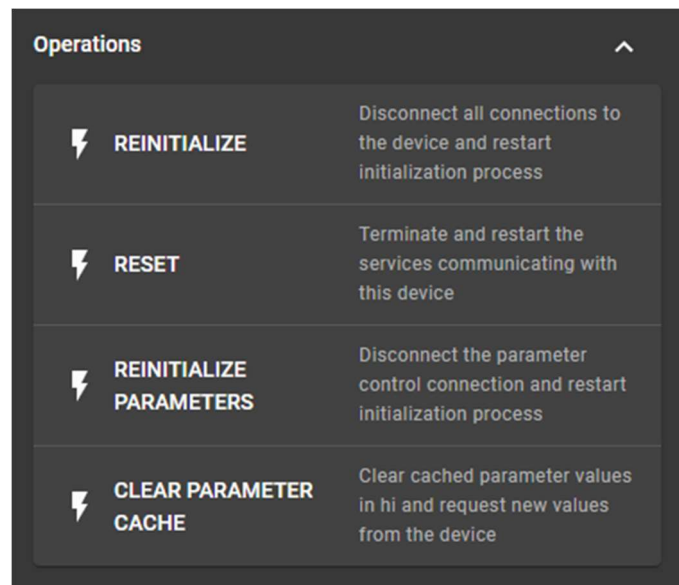 Operations
REINITIALIZE
Disconnect all connections to
the device and restart
initialization process
RESET
Terminate and restart the
services communicating with
this device
REINITIALIZE
PARAMETERS
Disconnect the parameter
control connection and restart
initialization process
CLEAR PARAMETER
CACHE
Clear cached parameter values
in hi and request new values
from the device